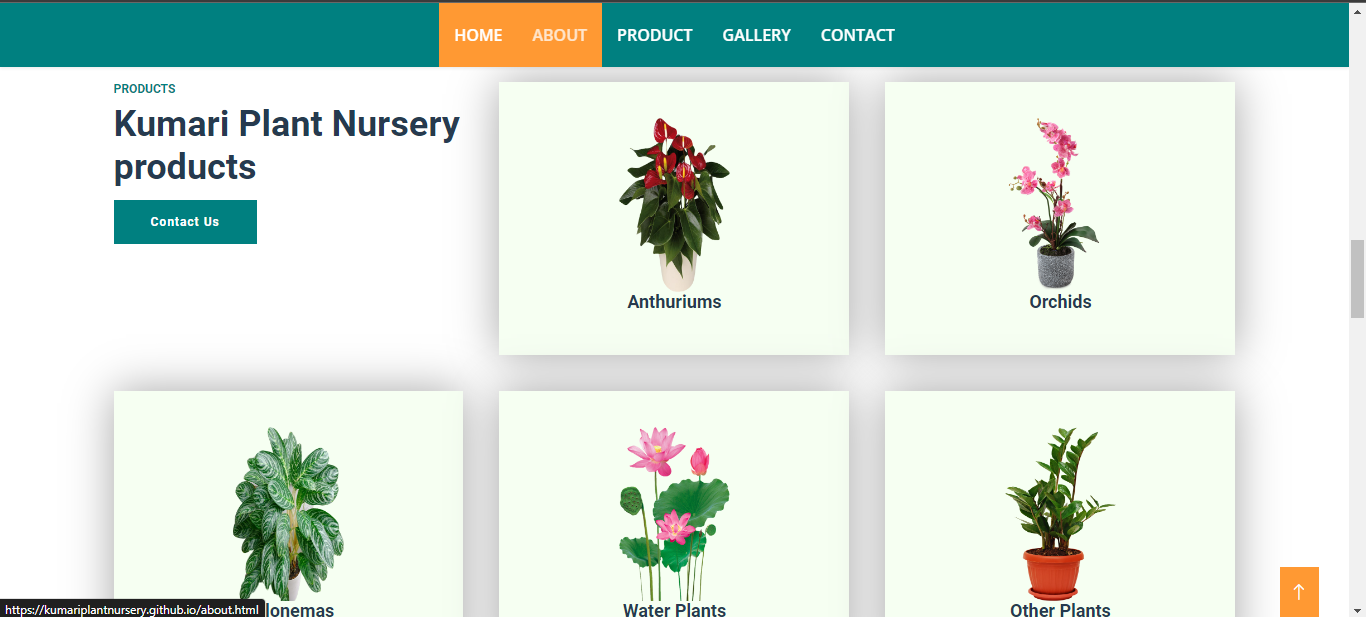 HOME ABOUT PRODUCT GALLERY CONTACT
PRODUCTS
Kumari Plant Nursery
products
Contact Us
Anthuriums
Orchids
lonemas
Water Plants
Other Plants
https://kumariplantnursery.github.io/about.html